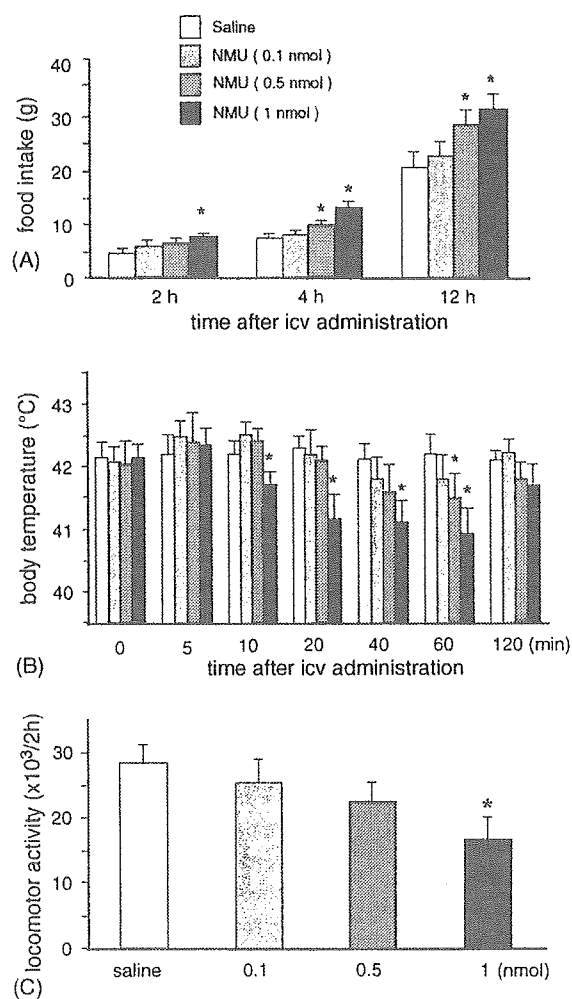 Saline
NMU ( 0.1 nmol )
NMU ( 0.5 nmol )
NMU ( 1 nmol )
40
30
20
10
0
food intake (g)
(A)
*
*
*
*
*
2 h
4 h
12 h
time after icv administration
43
42
41
40
body temperature (°C)
(B)
*
*
*
*
*
0
5
10
20
40
60
120 (min)
time after icv administration
30
20
10
0
locomotor activity (x10³/2h)
(C)
*
saline
0.1
0.5
1 (nmol)